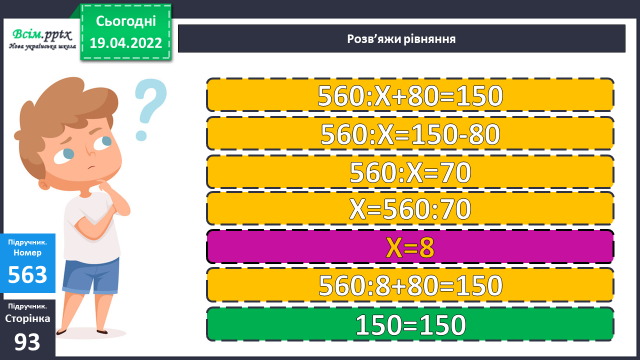 Всім.pptx
Нова українська школа
Сьогодні
19.04.2022
Розв’яжи рівняння
560:Х+80=150
560:Х=150-80
560:Х=70
Х=560:70
Х=8
560:8+80=150
150=150
Підручник.
Номер
563
Підручник.
Сторінка
93